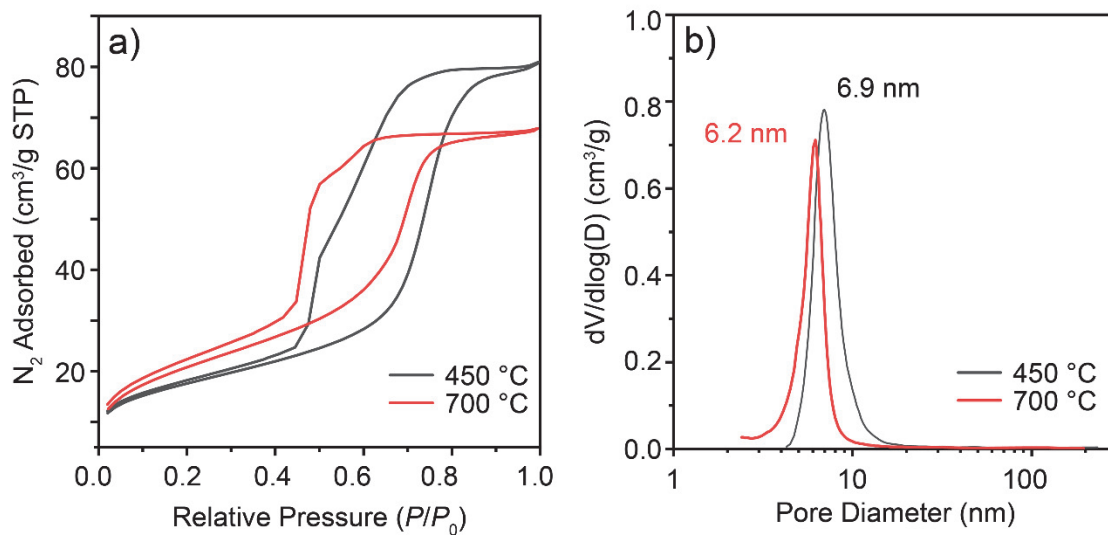 a)
N₂ Adsorbed (cm³/g STP)
80
60
40
20
0.0 0.2 0.4 0.6 0.8 1.0
Relative Pressure (P/P₀)
450 °C
700 °C
b)
dV/dlog(D) (cm³/g)
1.0
0.8
0.6
0.4
0.2
0.0
1 10 100
Pore Diameter (nm)
6.9 nm
6.2 nm
450 °C
700 °C